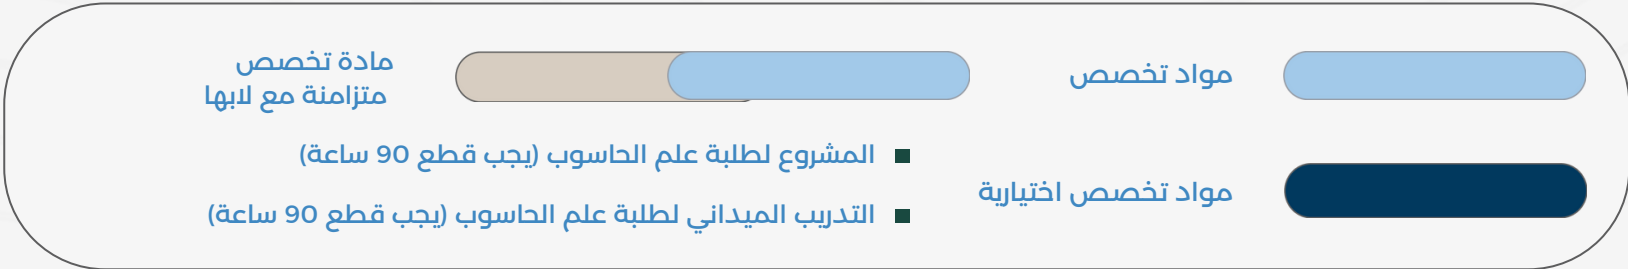 مواد تخصص
مادة تخصص
متزامنة مع لابها
مواد تخصص اختيارية
المشروع لطلبة علم الحاسوب (يجب قطع 90 ساعة)
التدريب الميداني لطلبة علم الحاسوب (يجب قطع 90 ساعة)